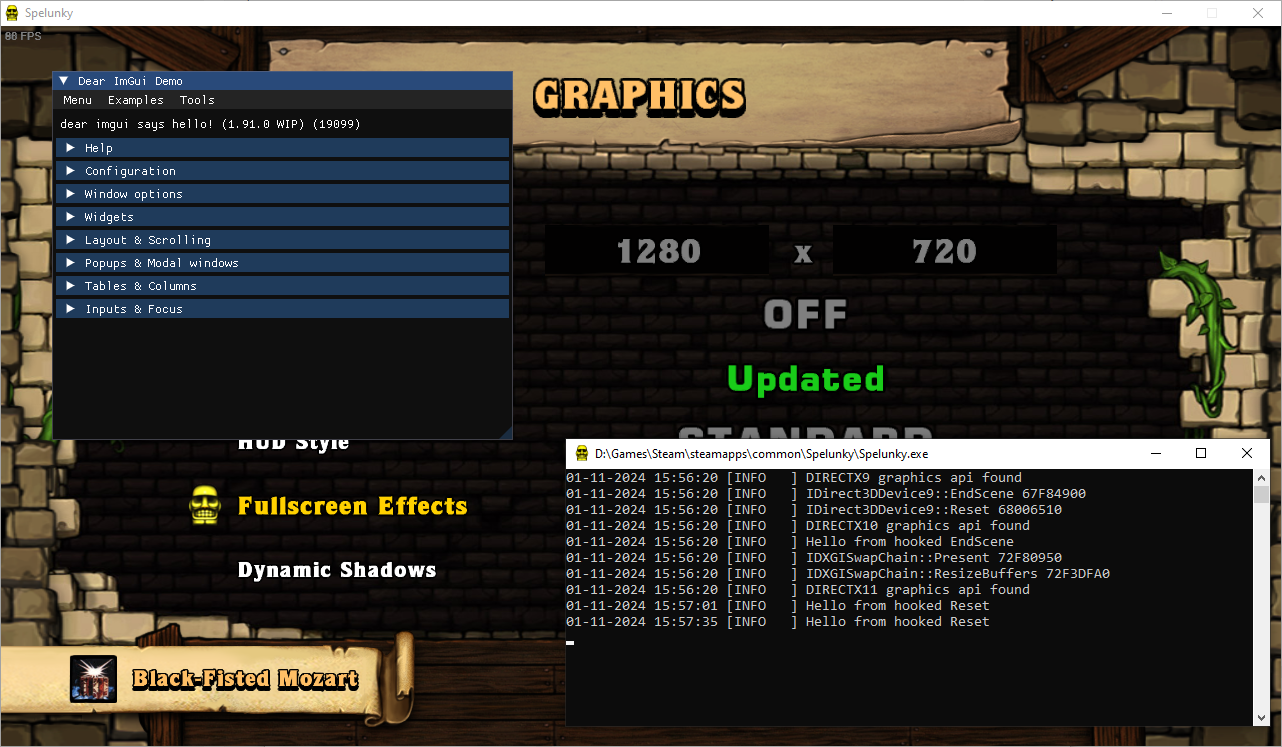 Spelunky
98 FPS
GRAPHICS
Dear ImGui Demo
Menu Examples Tools
dear imgui says hello! (1.91.0 WIP) (19099)
Help
Configuration
Window options
Widgets
Layout & Scrolling
Popups & Modal windows
Tables & Columns
Inputs & Focus
1280 x 720
OFF
Updated
STANDARD
HUD Style
Fullscreen Effects
Dynamic Shadows
Black-Fisted Mozart
D:\Games\Steam\steamapps\common\Spelunky\Spelunky.exe
01-11-2024 15:56:20 [INFO   ] DIRECTX9 graphics api found
01-11-2024 15:56:20 [INFO   ] IDirect3DDevice9::EndScene 67F84900
01-11-2024 15:56:20 [INFO   ] IDirect3DDevice9::Reset 68006510
01-11-2024 15:56:20 [INFO   ] DIRECTX10 graphics api found
01-11-2024 15:56:20 [INFO   ] Hello from hooked EndScene
01-11-2024 15:56:20 [INFO   ] IDXGISwapChain::Present 72F80950
01-11-2024 15:56:20 [INFO   ] IDXGISwapChain::ResizeBuffers 72F3DFA0
01-11-2024 15:56:20 [INFO   ] DIRECTX11 graphics api found
01-11-2024 15:57:01 [INFO   ] Hello from hooked Reset
01-11-2024 15:57:35 [INFO   ] Hello from hooked Reset